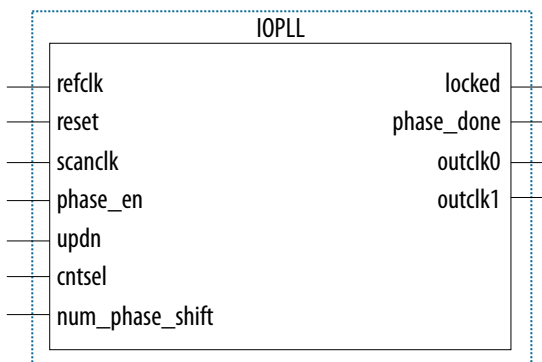 IOPLL
refclk
reset
scanclk
phase_en
updn
cntsel
num_phase_shift
locked
phase_done
outclk0
outclk1